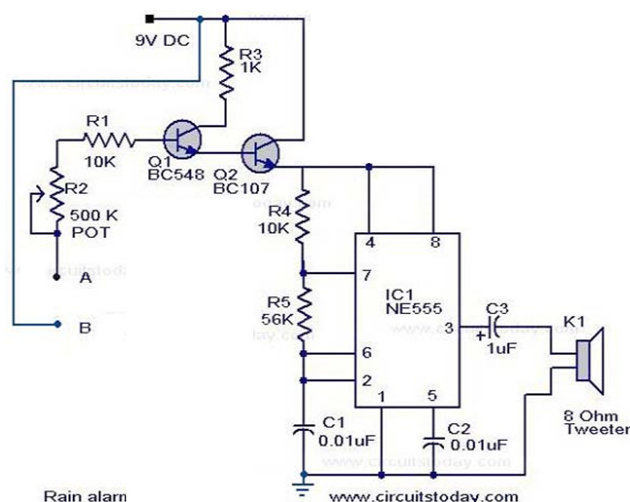 9V DC
R3
1K
R1
10K
Q1
BC548
Q2
BC107
R2
500 K
POT
R4
10K
4
8
A
7
IC1
NE555
C3
K1
R5
56K
3
+
1uF
B
6
2
1
5
8 Ohm
Tweeter
C1
0.01uF
C2
0.01uF
Rain alarm
www.circuitstoday.com